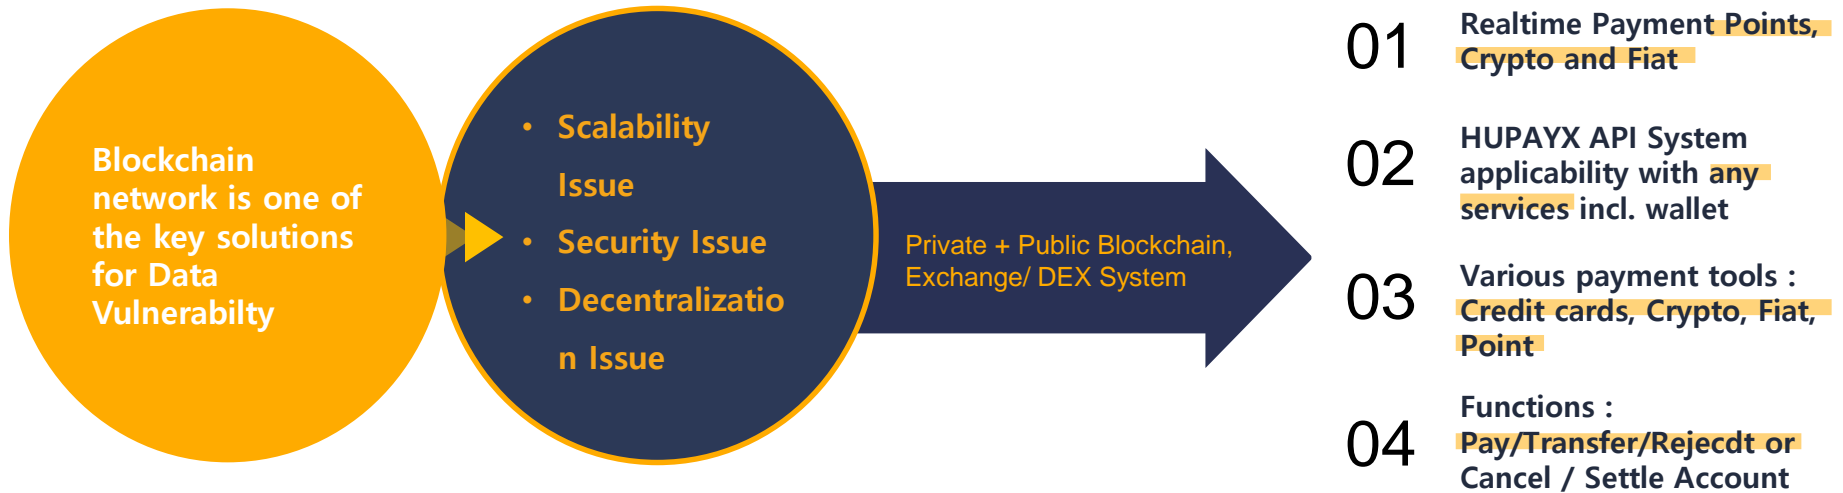 Blockchain
network is one of
the key solutions
for Data
Vulnerabilty
• Scalability
Issue
• Security Issue
• Decentralizatio
n Issue
Private + Public Blockchain,
Exchange/ DEX System
01
Realtime Payment Points,
Crypto and Fiat
02
HUPAYX API System
applicability with any
services incl. wallet
03
Various payment tools :
Credit cards, Crypto, Fiat,
Point
04
Functions :
Pay/Transfer/Rejecdt or
Cancel / Settle Account